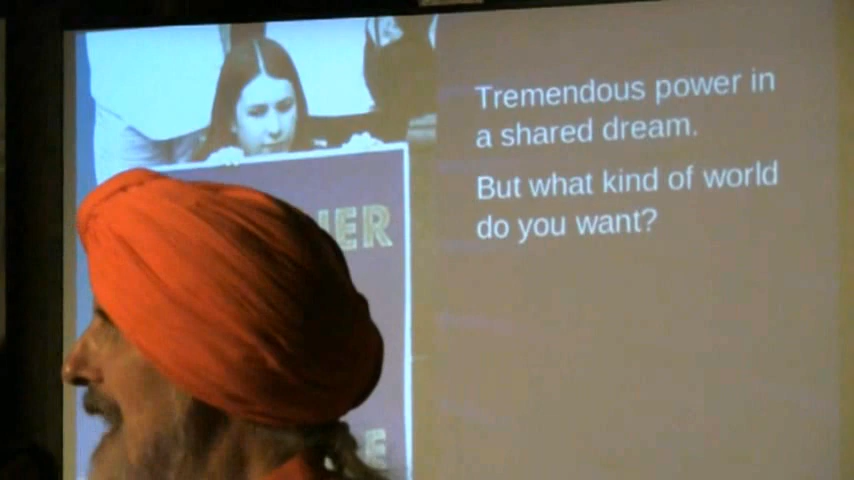 Tremendous power in
a shared dream.
But what kind of world
do you want?